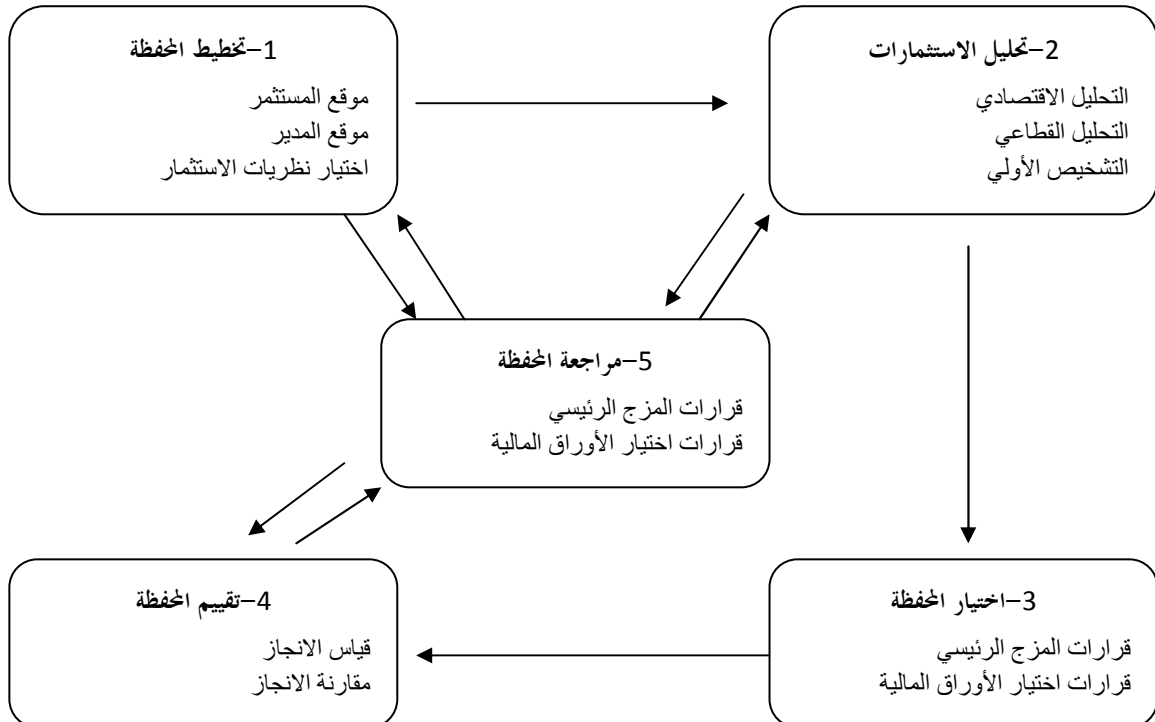 1–تخطيط المحفظة
موقع المستثمر
موقع المدير
اختيار نظريات الاستثمار
2–تحليل الاستثمارات
التحليل الاقتصادي
التحليل القطاعي
التشخيص الأولي
5–مراجعة المحفظة
قرارات المزج الرئيسي
قرارات اختيار الأوراق المالية
4–تقييم المحفظة
قياس الانجاز
مقارنة الانجاز
3–اختيار المحفظة
قرارات المزج الرئيسي
قرارات اختيار الأوراق المالية